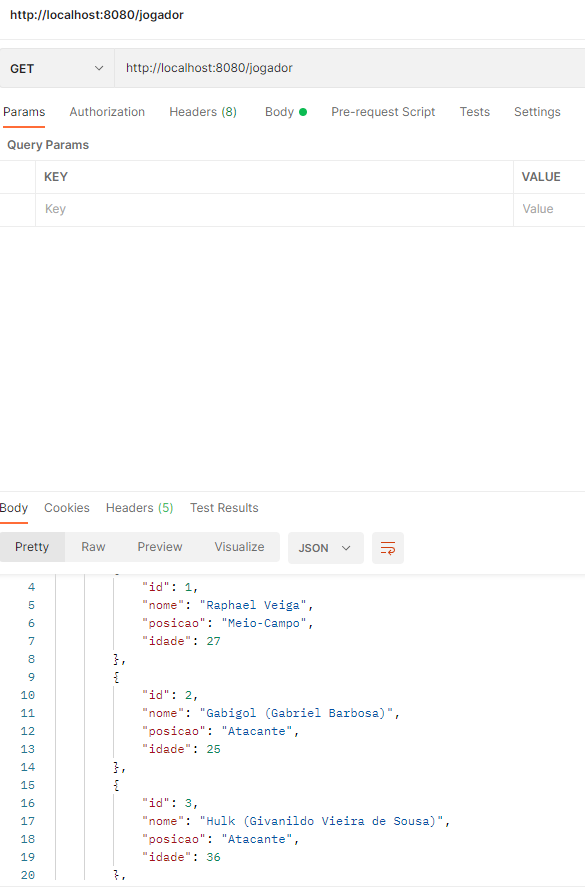 http://localhost:8080/jogador
GET http://localhost:8080/jogador
Params Authorization Headers (8) Body Pre-request Script Tests Settings
Query Params
KEY VALUE
Key Value
Body Cookies Headers (5) Test Results
Pretty Raw Preview Visualize JSON
4 "id": 1,
5 "nome": "Raphael Veiga",
6 "posicao": "Meio-Campo",
7 "idade": 27
8 },
9 {
10 "id": 2,
11 "nome": "Gabigol (Gabriel Barbosa)",
12 "posicao": "Atacante",
13 "idade": 25
14 },
15 {
16 "id": 3,
17 "nome": "Hulk (Givanildo Vieira de Sousa)",
18 "posicao": "Atacante",
19 "idade": 36
20 },